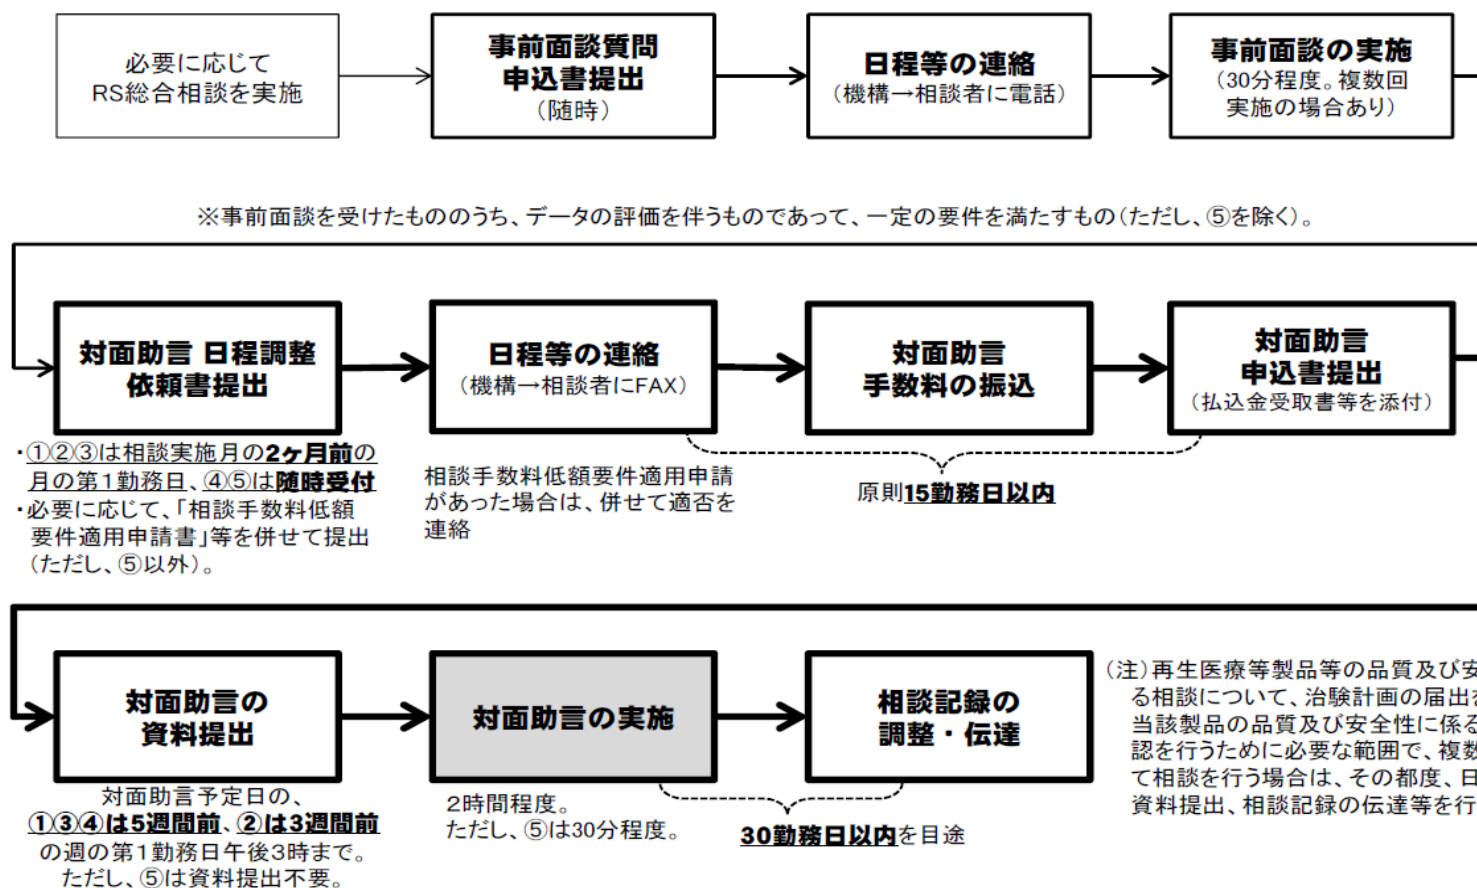 必要に応じて
RS総合相談を実施
事前面談質問
申込書提出
(随時)
日程等の連絡
(機構→相談者に電話)
事前面談の実施
(30分程度。複数回
実施の場合あり)
※事前面談を受けたもののうち、データの評価を伴うものであって、一定の要件を満たすもの(ただし、⑤を除く)。
対面助言 日程調整
依頼書提出
日程等の連絡
(機構→相談者にFAX)
対面助言
手数料の振込
対面助言
申込書提出
(払込金受取書等を添付)
・①②③は相談実施月の2ヶ月前の
月の第1勤務日、④⑤は随時受付
・必要に応じて、「相談手数料低額
要件適用申請書」等を併せて提出
(ただし、⑤以外)。
相談手数料低額要件適用申請
があった場合は、併せて適否を
連絡
原則15勤務日以内
対面助言の
資料提出
対面助言の実施
相談記録の
調整・伝達
対面助言予定日の、
①③④は5週間前、②は3週間前
の週の第1勤務日午後3時まで。
ただし、⑤は資料提出不要。
2時間程度。
ただし、⑤は30分程度。
30勤務日以内を目途
(注)再生医療等製品等の品質及び安
る相談について、治験計画の届出を
当該製品の品質及び安全性に係る
認を行うために必要な範囲で、複数
て相談を行う場合は、その都度、日
資料提出、相談記録の伝達等を行